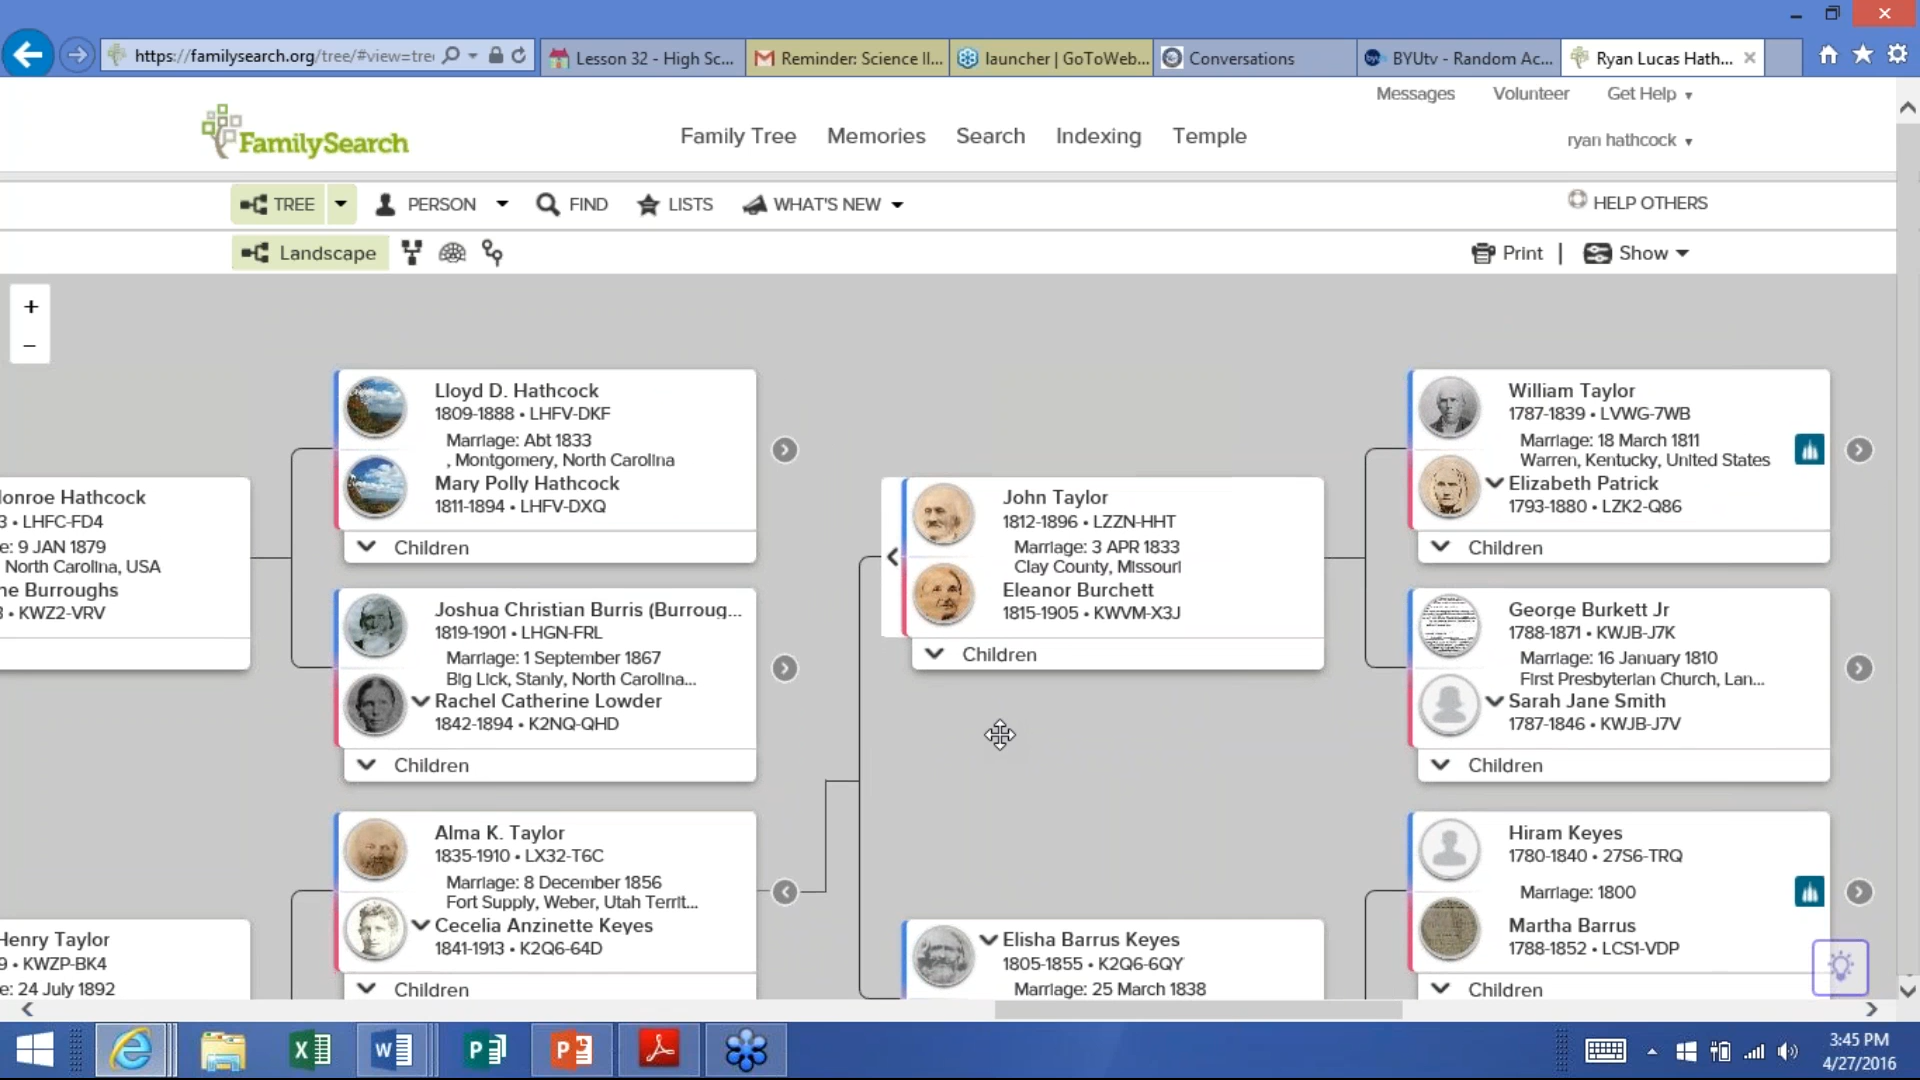 https://familysearch.org/tree/#view=tree
Lesson 32 - High Sc...
Reminder: Science II...
launcher | GoToWeb...
Conversations
BYUtv - Random Ac...
Ryan Lucas Hath...
Messages
Volunteer
Get Help
FamilySearch
Family Tree
Memories
Search
Indexing
Temple
ryan hathcock
TREE
PERSON
FIND
LISTS
WHAT'S NEW
HELP OTHERS
Landscape
Print |
Show
+
−
onroe Hathcock
3 • LHFC-FD4
e: 9 JAN 1879
North Carolina, USA
ne Burroughs
3 • KWZ2-VRV
Henry Taylor
9 • KWZP-BK4
e: 24 July 1892
Lloyd D. Hathcock
1809-1888 • LHFV-DKF
Marriage: Abt 1833
, Montgomery, North Carolina
Mary Polly Hathcock
1811-1894 • LHFV-DXQ
Children
Joshua Christian Burris (Burroug...
1819-1901 • LHGN-FRL
Marriage: 1 September 1867
Big Lick, Stanly, North Carolina...
Rachel Catherine Lowder
1842-1894 • K2NQ-QHD
Children
Alma K. Taylor
1835-1910 • LX32-T6C
Marriage: 8 December 1856
Fort Supply, Weber, Utah Territ...
Cecelia Anzinette Keyes
1841-1913 • K2Q6-64D
Children
John Taylor
1812-1896 • LZZN-HHT
Marriage: 3 APR 1833
Clay County, Missouri
Eleanor Burchett
1815-1905 • KWVM-X3J
Children
Elisha Barrus Keyes
1805-1855 • K2Q6-6QY
Marriage: 25 March 1838
William Taylor
1787-1839 • LVWG-7WB
Marriage: 18 March 1811
Warren, Kentucky, United States
Elizabeth Patrick
1793-1880 • LZK2-Q86
Children
George Burkett Jr
1788-1871 • KWJB-J7K
Marriage: 16 January 1810
First Presbyterian Church, Lan...
Sarah Jane Smith
1787-1846 • KWJB-J7V
Children
Hiram Keyes
1780-1840 • 27S6-TRQ
Marriage: 1800
Martha Barrus
1788-1852 • LCS1-VDP
Children
3:45 PM
4/27/2016